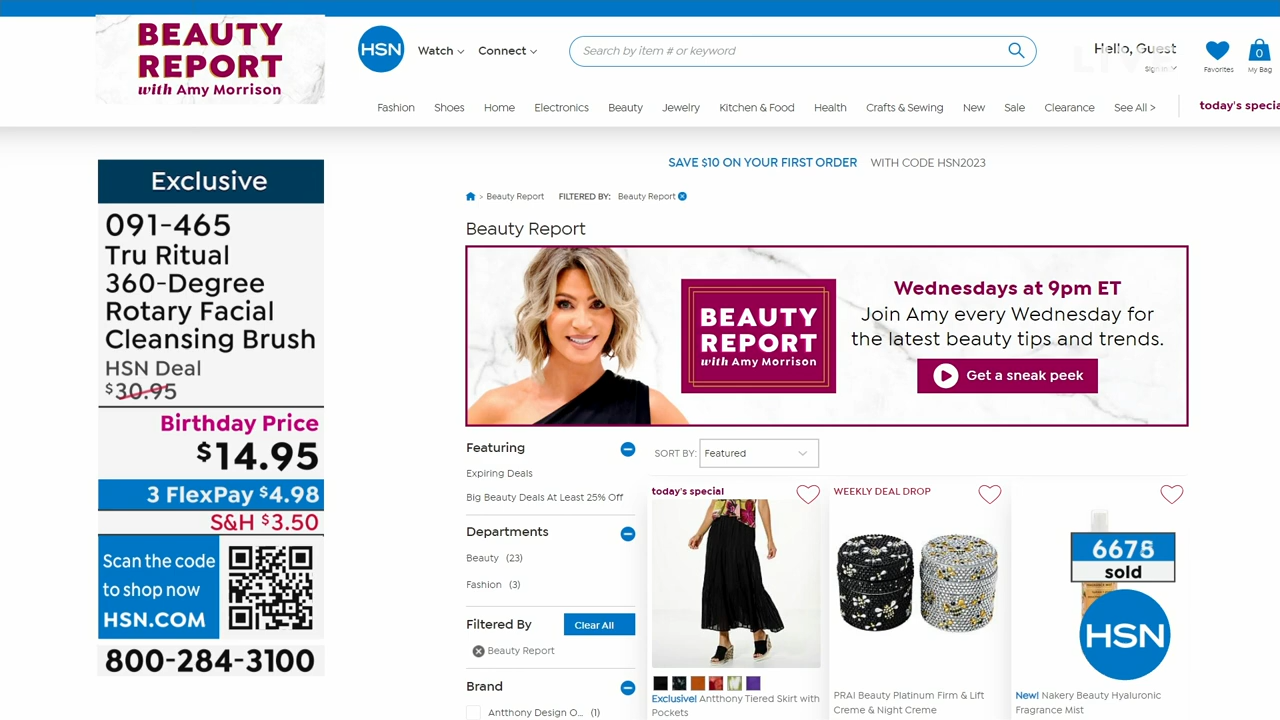 BEAUTY
REPORT
with Amy Morrison
HSN
Watch
Connect
Search by item # or keyword
Hello, Guest
Sign In
LIVE
Favorites
0
My Bag
Fashion
Shoes
Home
Electronics
Beauty
Jewelry
Kitchen & Food
Health
Crafts & Sewing
New
Sale
Clearance
See All >
today's specia
SAVE $10 ON YOUR FIRST ORDER WITH CODE HSN2023
> Beauty Report FILTERED BY: Beauty Report
Beauty Report
BEAUTY
REPORT
with Amy Morrison
Wednesdays at 9pm ET
Join Amy every Wednesday for
the latest beauty tips and trends.
Get a sneak peek
Exclusive
091-465
Tru Ritual
360-Degree
Rotary Facial
Cleansing Brush
HSN Deal
$30.95
Birthday Price
$14.95
3 FlexPay $4.98
S&H $3.50
Scan the code
to shop now
HSN.COM
800-284-3100
Featuring
Expiring Deals
Big Beauty Deals At Least 25% Off
Departments
Beauty (23)
Fashion (3)
Filtered By
Clear All
Beauty Report
Brand
Antthony Design O... (1)
SORT BY: Featured
today's special
Exclusive! Antthony Tiered Skirt with
Pockets
WEEKLY DEAL DROP
PRAI Beauty Platinum Firm & Lift
Creme & Night Creme
6678
sold
HSN
New! Nakery Beauty Hyaluronic
Fragrance Mist